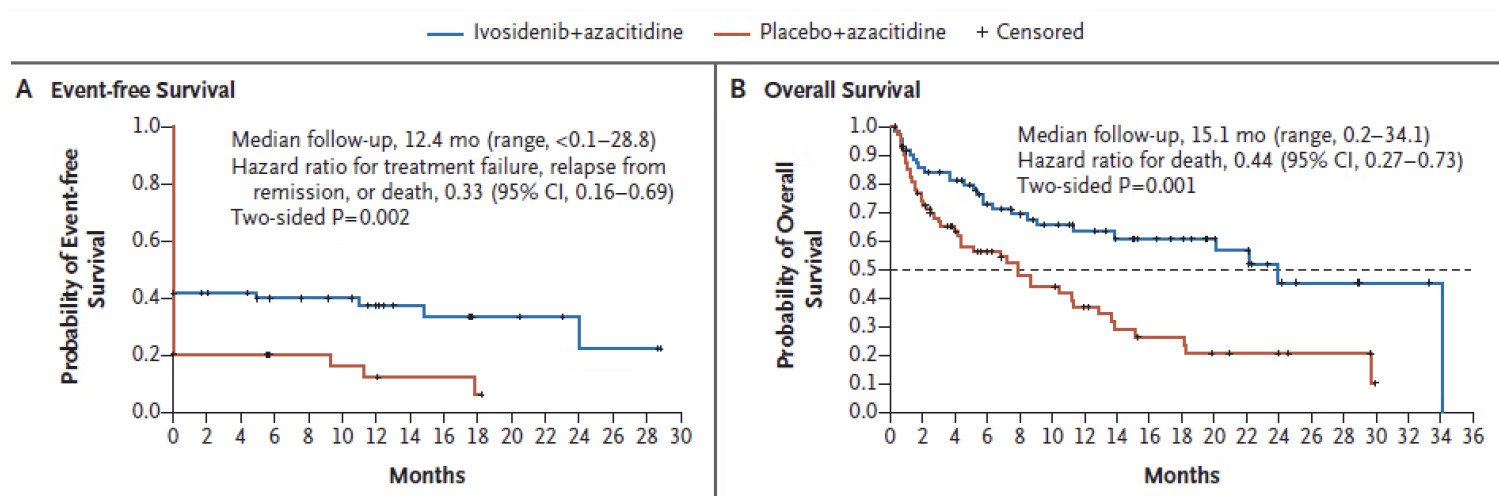 Ivosidenib+azacitidine Placebo+azacitidine + Censored
A Event-free Survival
Probability of Event-free
Survival
1.0
0.8
0.6
0.4
0.2
0.0
Median follow-up, 12.4 mo (range, <0.1–28.8)
Hazard ratio for treatment failure, relapse from
remission, or death, 0.33 (95% CI, 0.16–0.69)
Two-sided P=0.002
0 2 4 6 8 10 12 14 16 18 20 22 24 26 28 30
Months
B Overall Survival
Probability of Overall
Survival
1.0
0.9
0.8
0.7
0.6
0.5
0.4
0.3
0.2
0.1
0.0
Median follow-up, 15.1 mo (range, 0.2–34.1)
Hazard ratio for death, 0.44 (95% CI, 0.27–0.73)
Two-sided P=0.001
0 2 4 6 8 10 12 14 16 18 20 22 24 26 28 30 32 34 36
Months